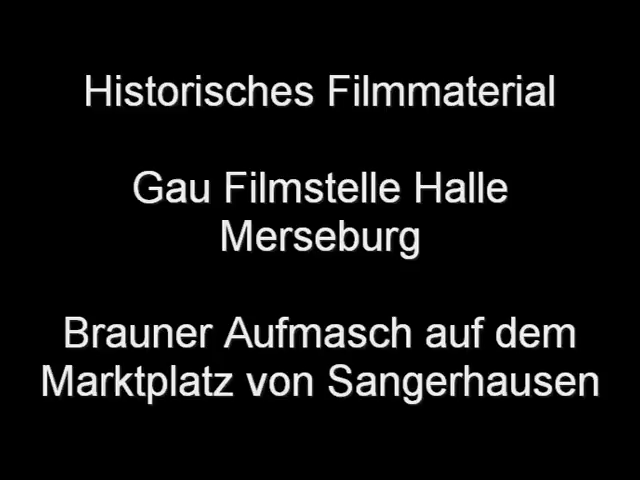 Historisches Filmmaterial
Gau Filmstelle Halle
Merseburg
Brauner Aufmasch auf dem
Marktplatz von Sangerhausen